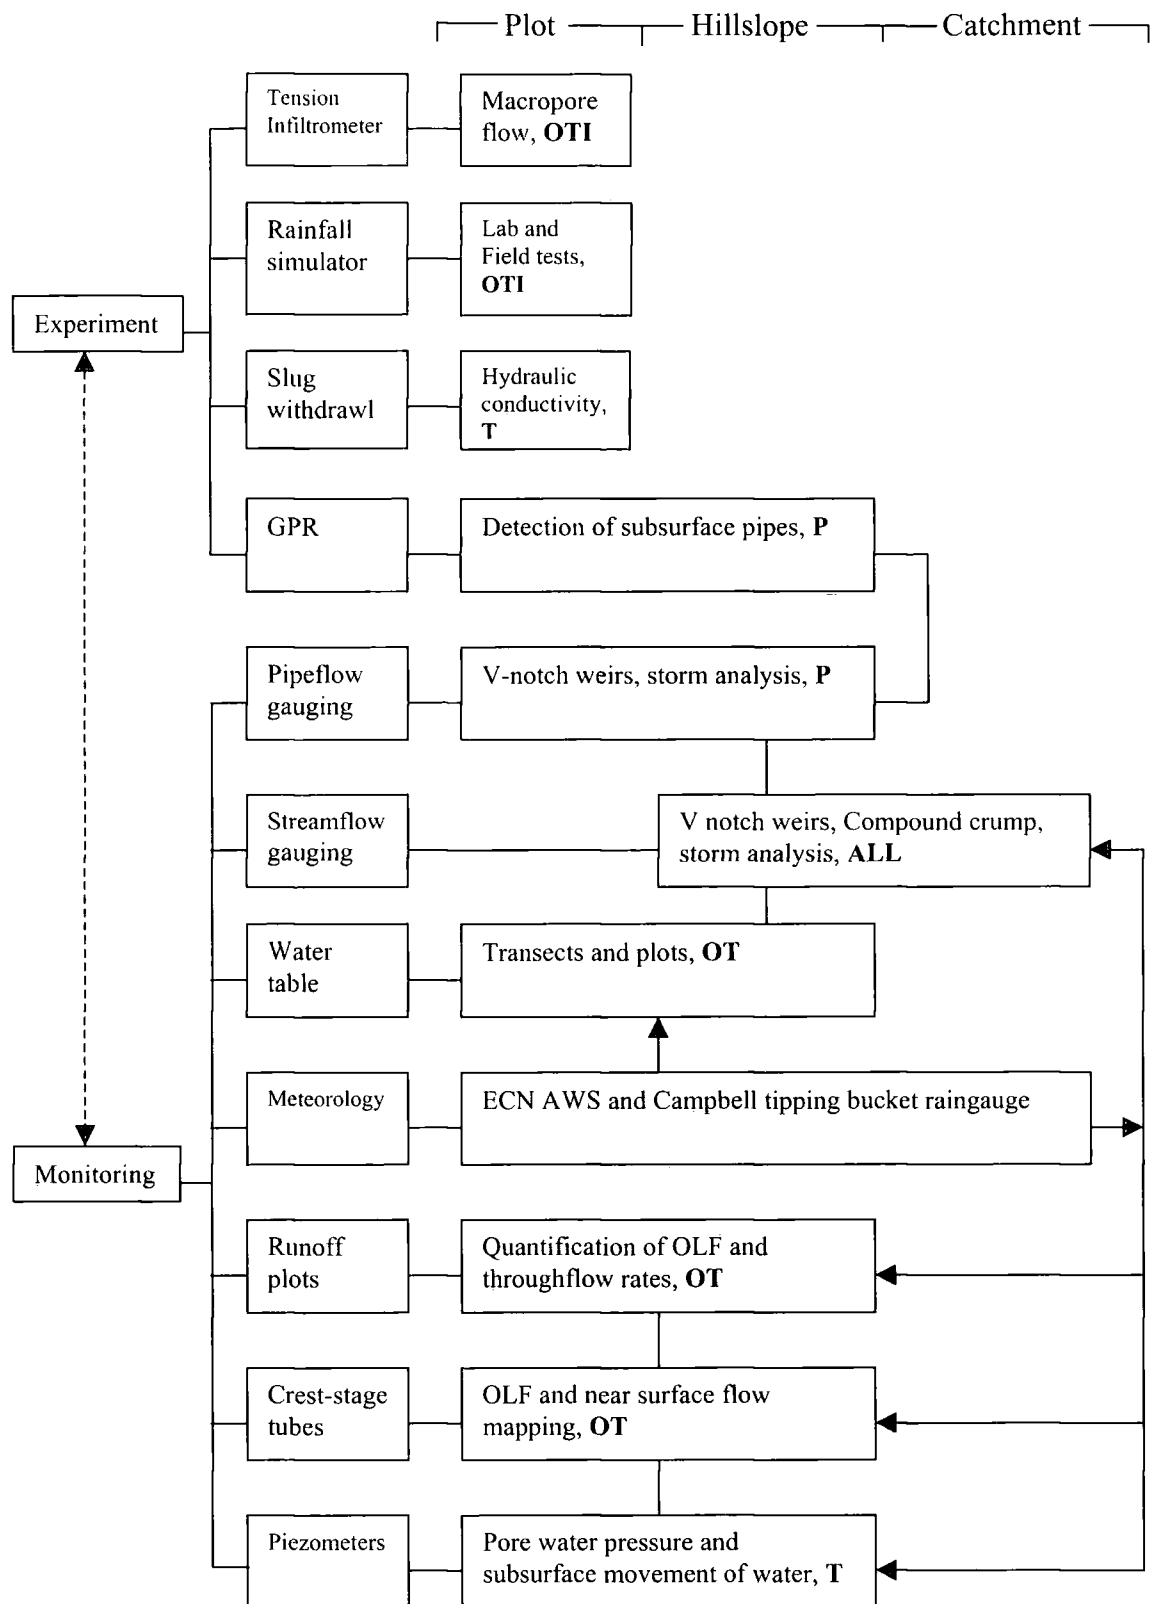 Plot Hillslope Catchment
Tension
Infiltrometer
Macropore
flow, OTI
Rainfall
simulator
Lab and
Field tests,
OTI
Experiment
Slug
withdrawl
Hydraulic
conductivity,
T
GPR
Detection of subsurface pipes, P
Pipeflow
gauging
V-notch weirs, storm analysis, P
Streamflow
gauging
V notch weirs, Compound crump,
storm analysis, ALL
Water
table
Transects and plots, OT
Meteorology
ECN AWS and Campbell tipping bucket raingauge
Monitoring
Runoff
plots
Quantification of OLF and
throughflow rates, OT
Crest-stage
tubes
OLF and near surface flow
mapping, OT
Piezometers
Pore water pressure and
subsurface movement of water, T